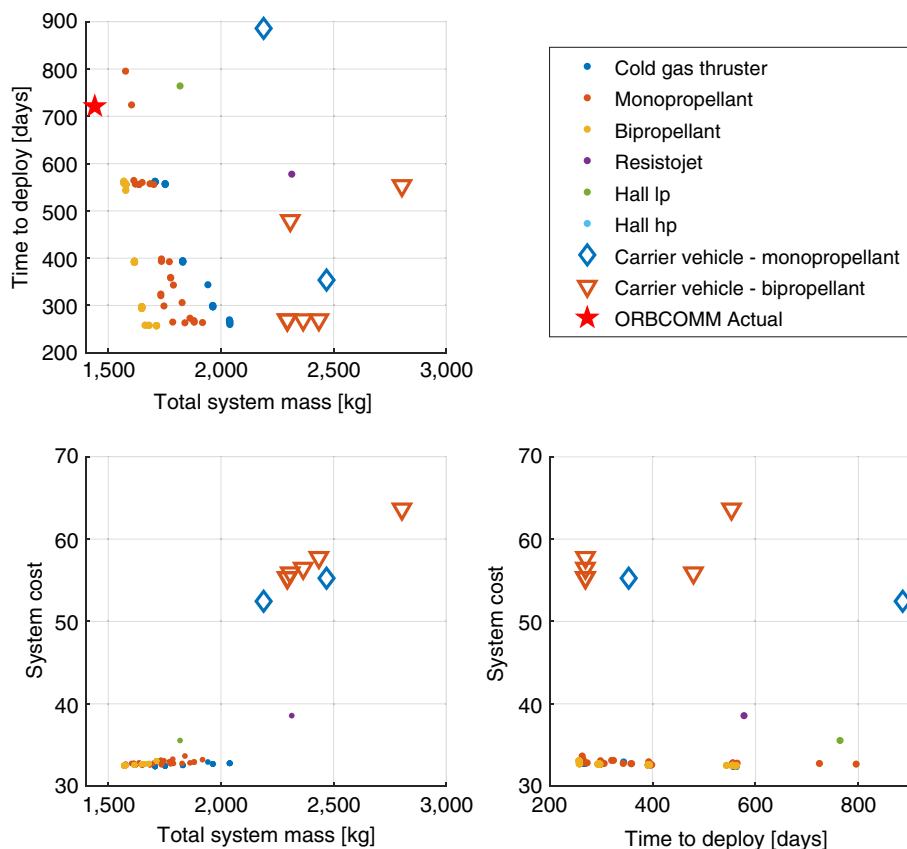 900
800
700
600
500
400
300
200
Time to deploy [days]
1,500 2,000 2,500 3,000
Total system mass [kg]
Cold gas thruster
Monopropellant
Bipropellant
Resistojet
Hall lp
Hall hp
Carrier vehicle - monopropellant
Carrier vehicle - bipropellant
ORBCOMM Actual
70
60
50
40
30
System cost
1,500 2,000 2,500 3,000
Total system mass [kg]
70
60
50
40
30
System cost
200 400 600 800
Time to deploy [days]